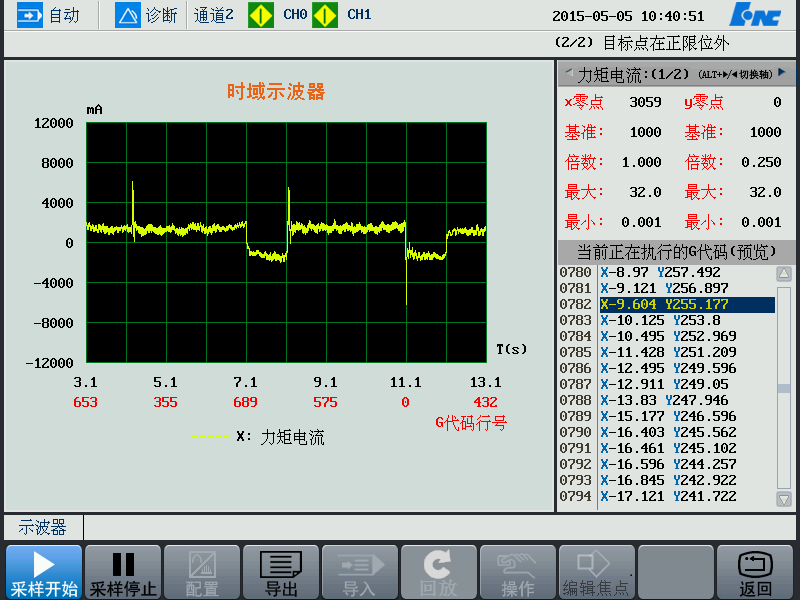 自动 诊断 通道2 CH0 CH1 2015-05-05 10:40:51 HNC
(2/2) 目标点在正限位外
时域示波器
mA
12000
8000
4000
0
-4000
-8000
-12000
T(s)
3.1 5.1 7.1 9.1 11.1 13.1
653 355 689 575 0 432
G代码行号
X: 力矩电流
力矩电流:(1/2) (ALT+▶/◀切换轴)
x零点 3059 y零点 0
基准: 1000 基准: 1000
倍数: 1.000 倍数: 0.250
最大: 32.0 最大: 32.0
最小: 0.001 最小: 0.001
当前正在执行的G代码(预览)
0780 X-8.97 Y257.492
0781 X-9.121 Y256.897
0782 X-9.604 Y255.177
0783 X-10.125 Y253.8
0784 X-10.495 Y252.969
0785 X-11.428 Y251.209
0786 X-12.495 Y249.596
0787 X-12.911 Y249.05
0788 X-13.83 Y247.946
0789 X-15.177 Y246.596
0790 X-16.403 Y245.562
0791 X-16.461 Y245.102
0792 X-16.596 Y244.257
0793 X-16.845 Y242.922
0794 X-17.121 Y241.722
示波器
采样开始 采样停止 配置 导出 导入 回放 操作 编辑焦点 返回